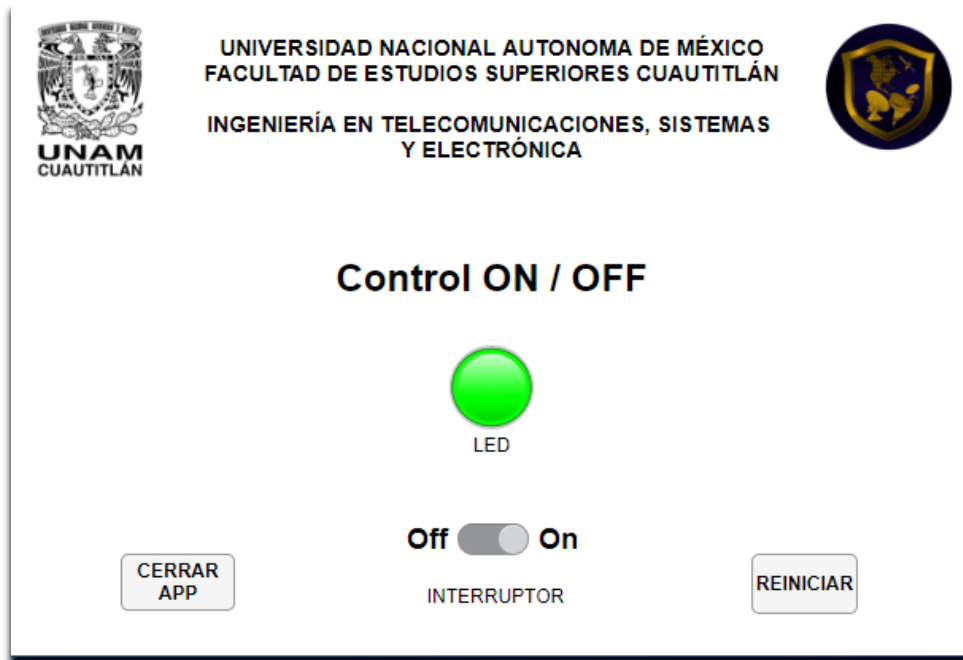 UNIVERSIDAD NACIONAL AUTONOMA DE MÉXICO
FACULTAD DE ESTUDIOS SUPERIORES CUAUTITLÁN
INGENIERÍA EN TELECOMUNICACIONES, SISTEMAS
Y ELECTRÓNICA
UNAM
CUAUTITLÁN
Control ON / OFF
LED
Off On
INTERRUPTOR
CERRAR
APP
REINICIAR